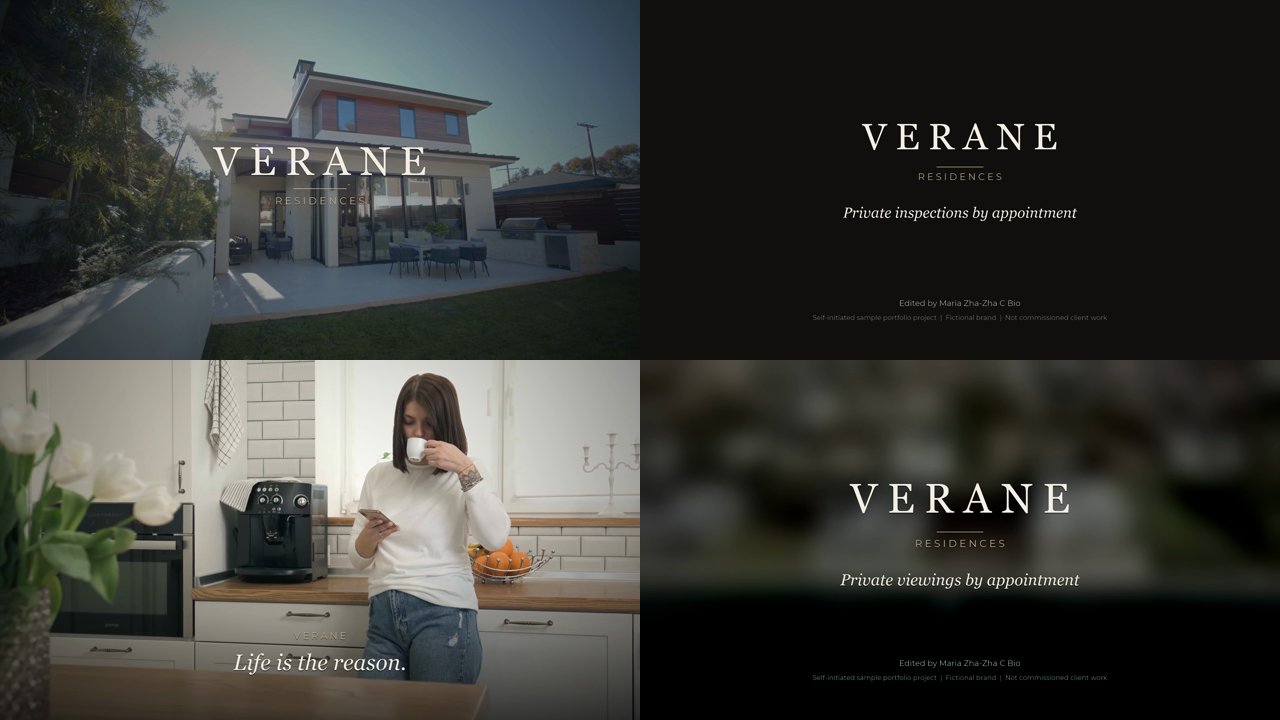 VERANE
RESIDENCES
VERANE
RESIDENCES
Private inspections by appointment
Edited by Maria Zha-Zha C Bio
Self-initiated sample portfolio project | Fictional brand | Not commissioned client work
VERANE
Life is the reason.
VERANE
RESIDENCES
Private viewings by appointment
Edited by Maria Zha-Zha C Bio
Self-initiated sample portfolio project | Fictional brand | Not commissioned client work